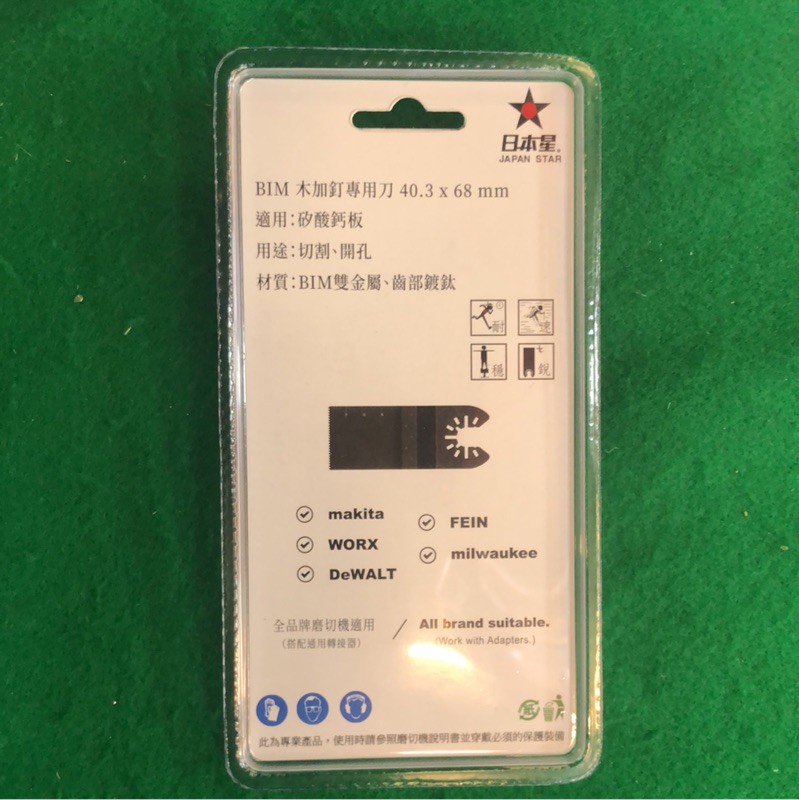 日本星®
JAPAN STAR
BIM 木加釘專用刀 40.3 x 68 mm
適用：矽酸鈣板
用途：切割、開孔
材質：BIM雙金屬、齒部鍍鈦
耐
速
穩
銳
makita
WORX
DeWALT
FEIN
milwaukee
全品牌磨切機適用
（搭配通用轉接器）
/
All brand suitable.
(Work with Adapters.)
紙
此為專業產品，使用時請參照磨切機說明書並穿戴必須的保護裝備